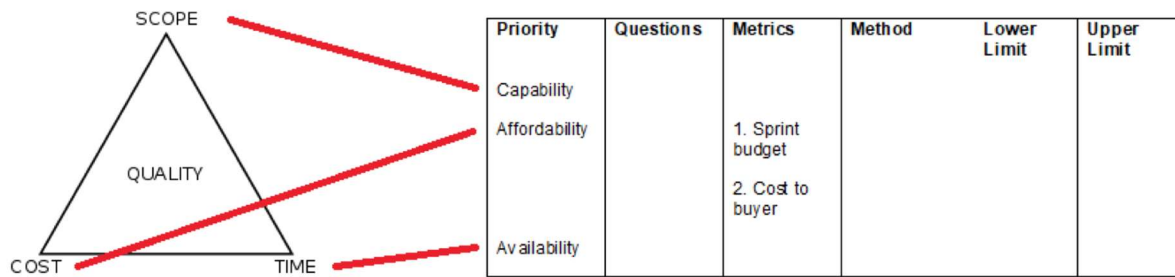 SCOPE
QUALITY
COST
TIME
Priority
Questions
Metrics
Method
Lower
Limit
Upper
Limit
Capability
Affordability
1. Sprint
budget
2. Cost to
buyer
Availability